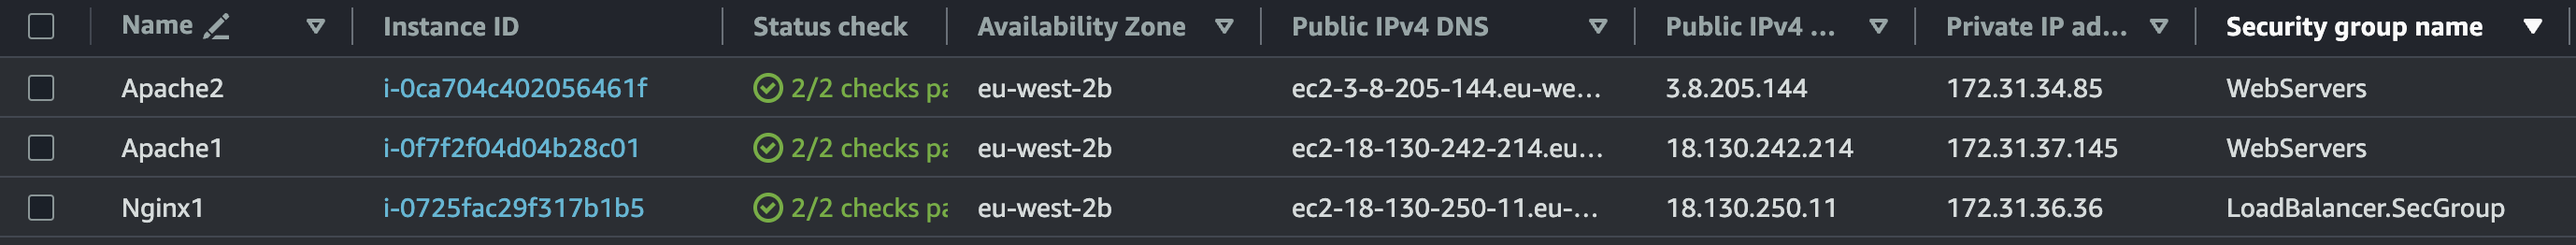 Name Instance ID Status check Availability Zone Public IPv4 DNS Public IPv4 ... Private IP ad... Security group name
Apache2 i-0ca704c402056461f 2/2 checks pa eu-west-2b ec2-3-8-205-144.eu-we... 3.8.205.144 172.31.34.85 WebServers
Apache1 i-0f7f2f04d04b28c01 2/2 checks pa eu-west-2b ec2-18-130-242-214.eu... 18.130.242.214 172.31.37.145 WebServers
Nginx1 i-0725fac29f317b1b5 2/2 checks pa eu-west-2b ec2-18-130-250-11.eu-... 18.130.250.11 172.31.36.36 LoadBalancer.SecGroup